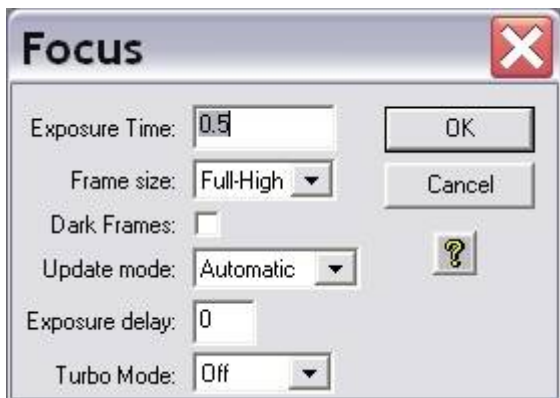 Focus
Exposure Time: 0.5
OK
Frame size: Full-High
Cancel
Dark Frames:
Update mode: Automatic
?
Exposure delay: 0
Turbo Mode: Off